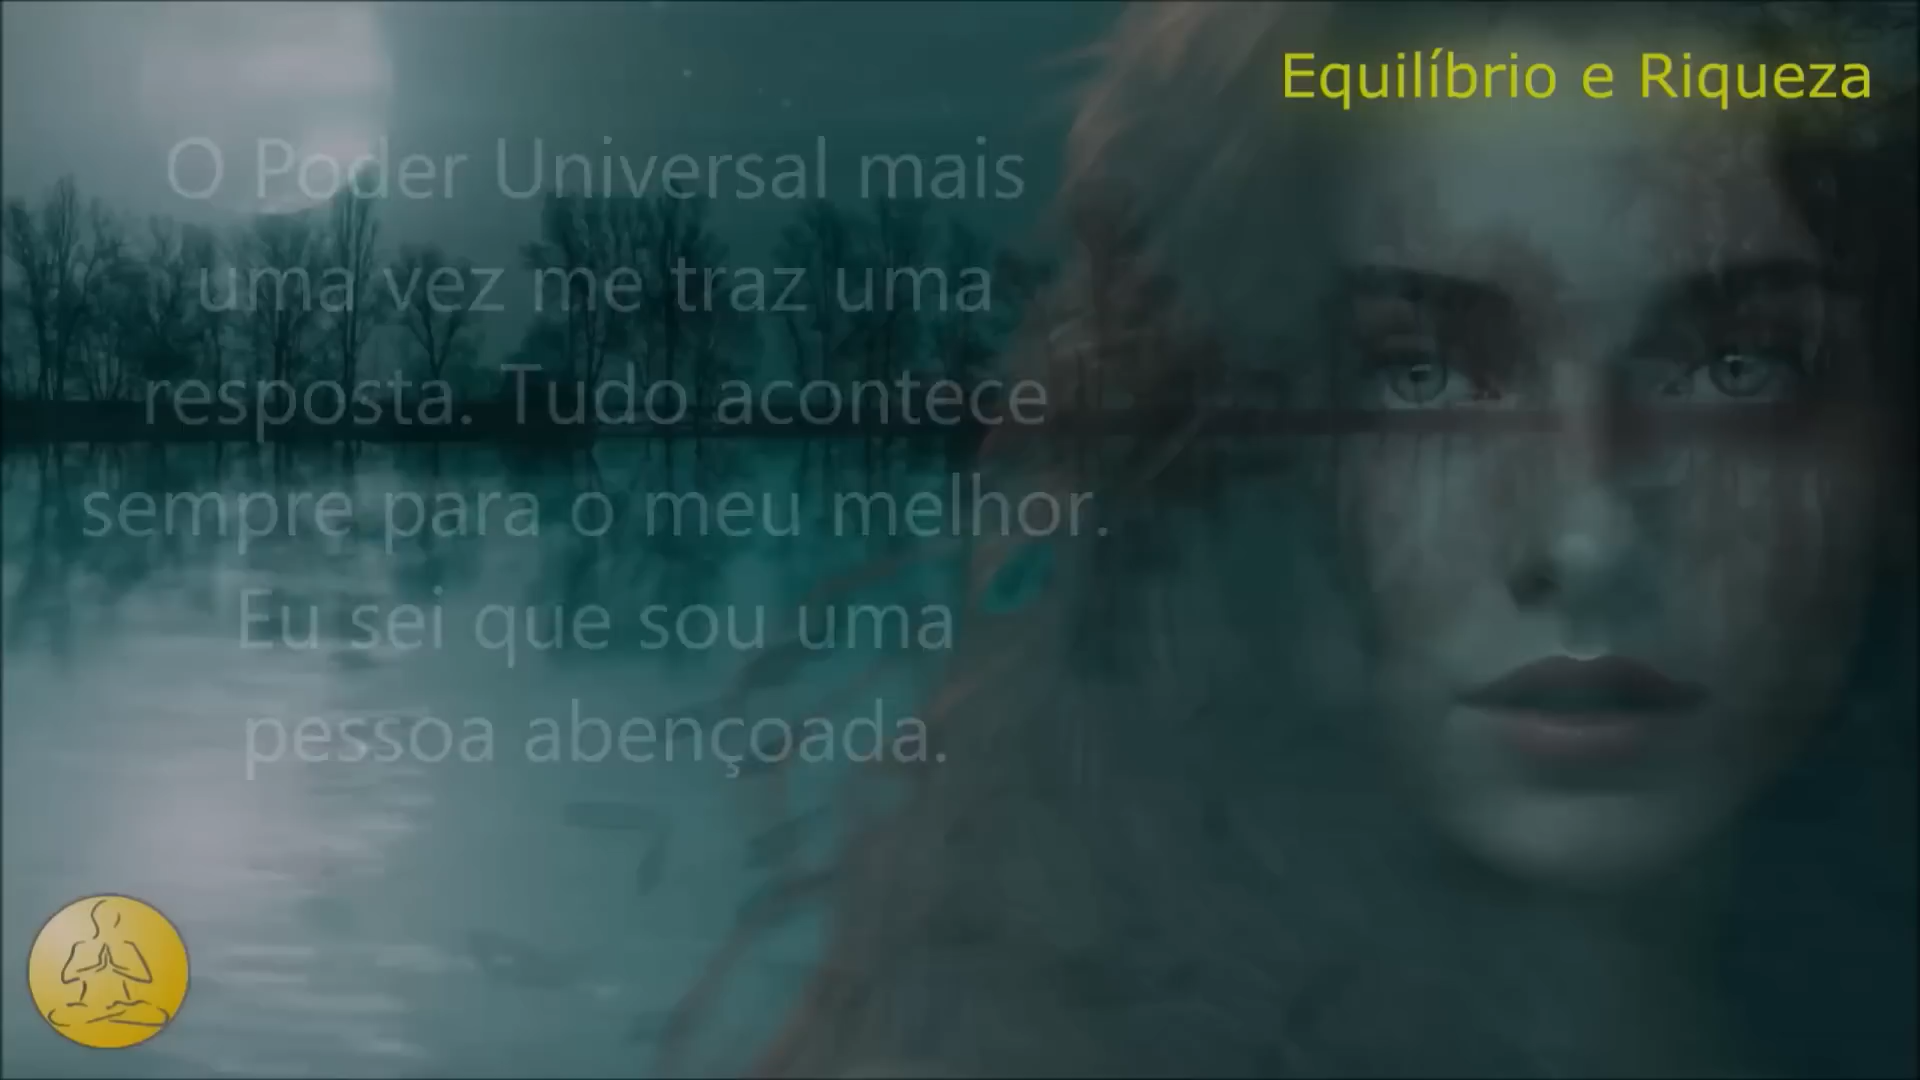 Equilíbrio e Riqueza
O Poder Universal mais
uma vez me traz uma
resposta. Tudo acontece
sempre para o meu melhor.
Eu sei que sou uma
pessoa abençoada.